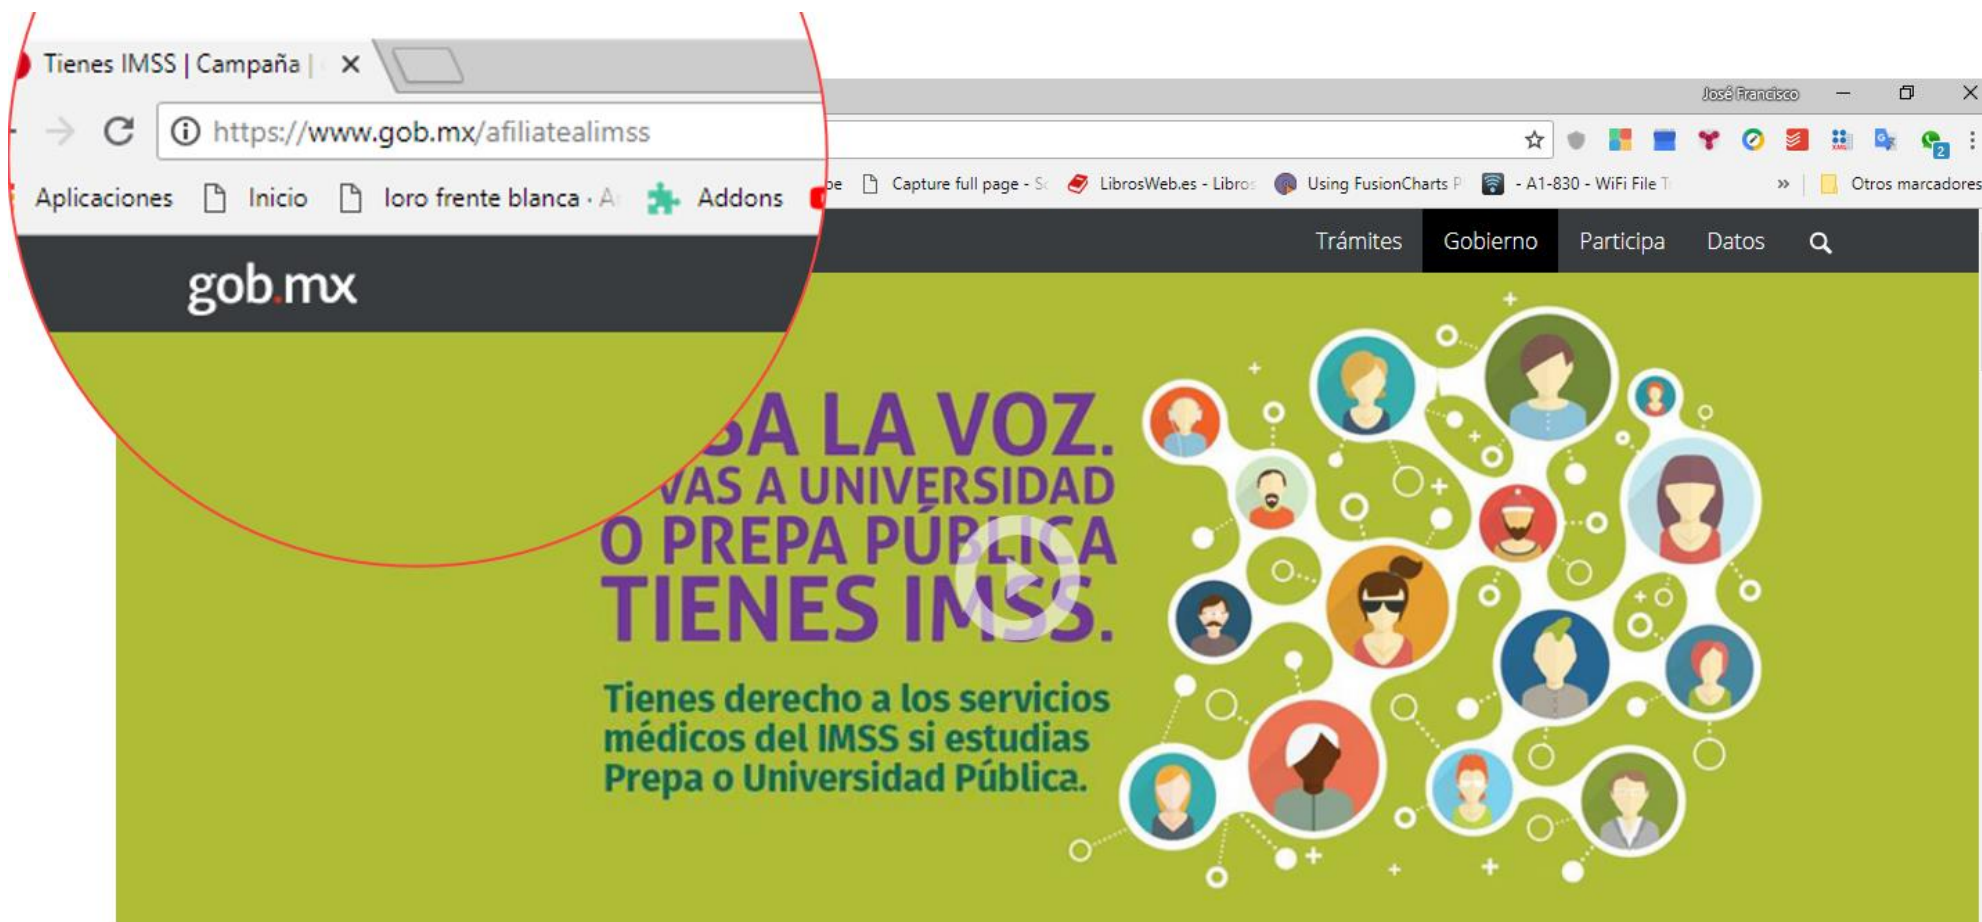 Tienes IMSS | Campaña |
https://www.gob.mx/afiliatealimss
José Francisco
2
Aplicaciones Inicio loro frente blanca · Addons Capture full page - LibrosWeb.es - Libros Using FusionCharts - A1-830 - WiFi File » Otros marcadores
gob.mx
Trámites Gobierno Participa Datos
LA VOZ.
VAS A UNIVERSIDAD
O PREPA PÚBLICA
TIENES IMSS.
Tienes derecho a los servicios
médicos del IMSS si estudias
Prepa o Universidad Pública.